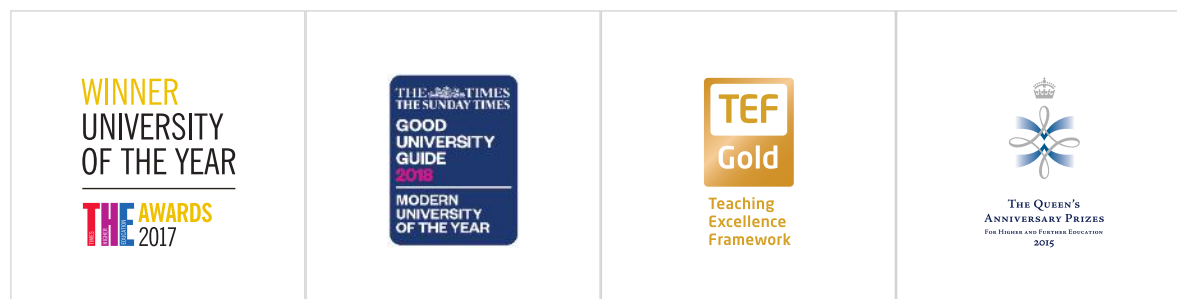 WINNER
UNIVERSITY
OF THE YEAR
TIMES
HIGHER
EDUCATION
THE AWARDS
2017
THE TIMES
THE SUNDAY TIMES
GOOD
UNIVERSITY
GUIDE
2018
MODERN
UNIVERSITY
OF THE YEAR
TEF
Gold
Teaching
Excellence
Framework
THE QUEEN'S
ANNIVERSARY PRIZES
FOR HIGHER AND FURTHER EDUCATION
2015